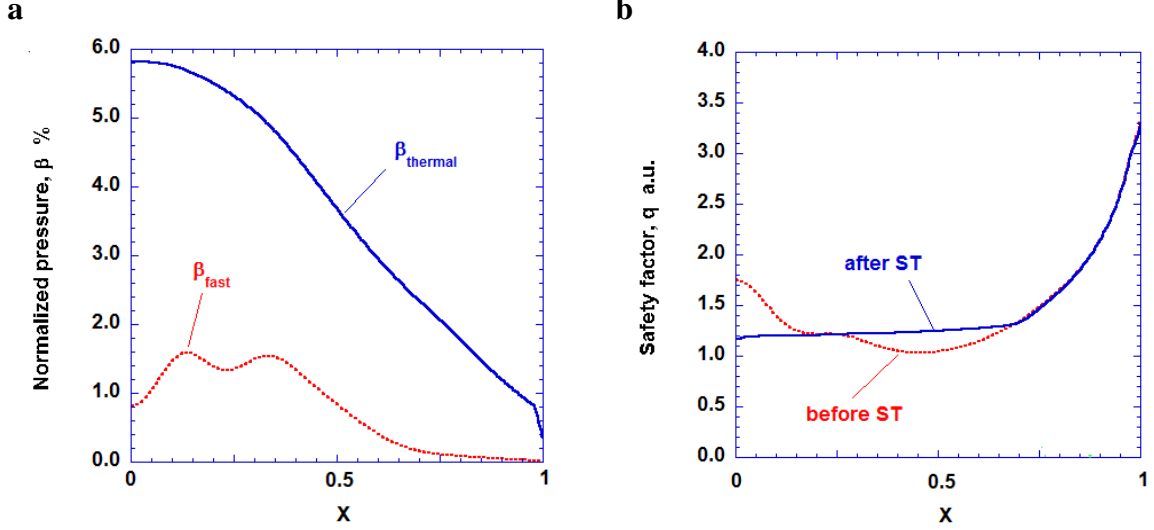 a
Normalized pressure, β %
6.0
5.0
4.0
3.0
2.0
1.0
0.0
βthermal
βfast
0
0.5
1
X
b
Safety factor, q a.u.
4.0
3.5
3.0
2.5
2.0
1.5
1.0
0.5
0.0
after ST
before ST
0
0.5
1
X